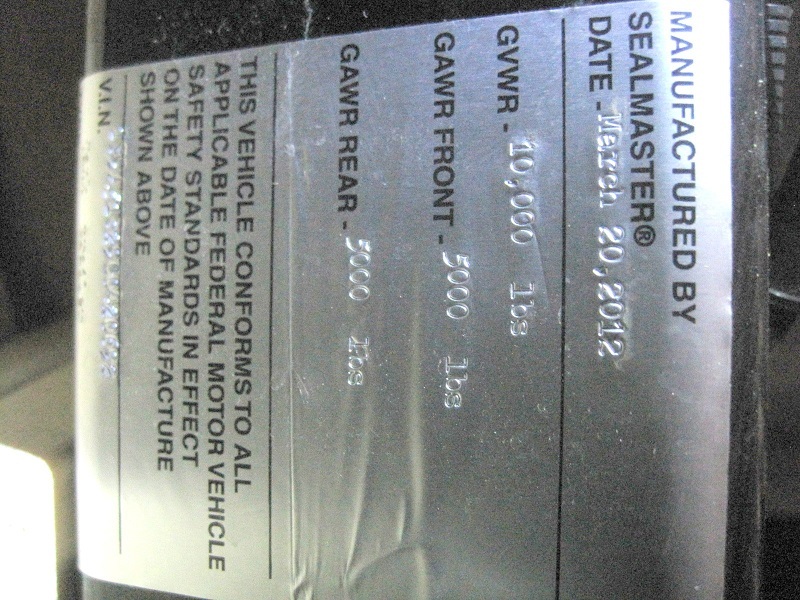 MANUFACTURED BY
SEALMASTER®
DATE - March 20,2012
GVWR - 10,000 lbs
GAWR FRONT - 5000 lbs
GAWR REAR - 5000 lbs
THIS VEHICLE CONFORMS TO ALL
APPLICABLE FEDERAL MOTOR VEHICLE
SAFETY STANDARDS IN EFFECT
ON THE DATE OF MANUFACTURE
SHOWN ABOVE
V.I.N.